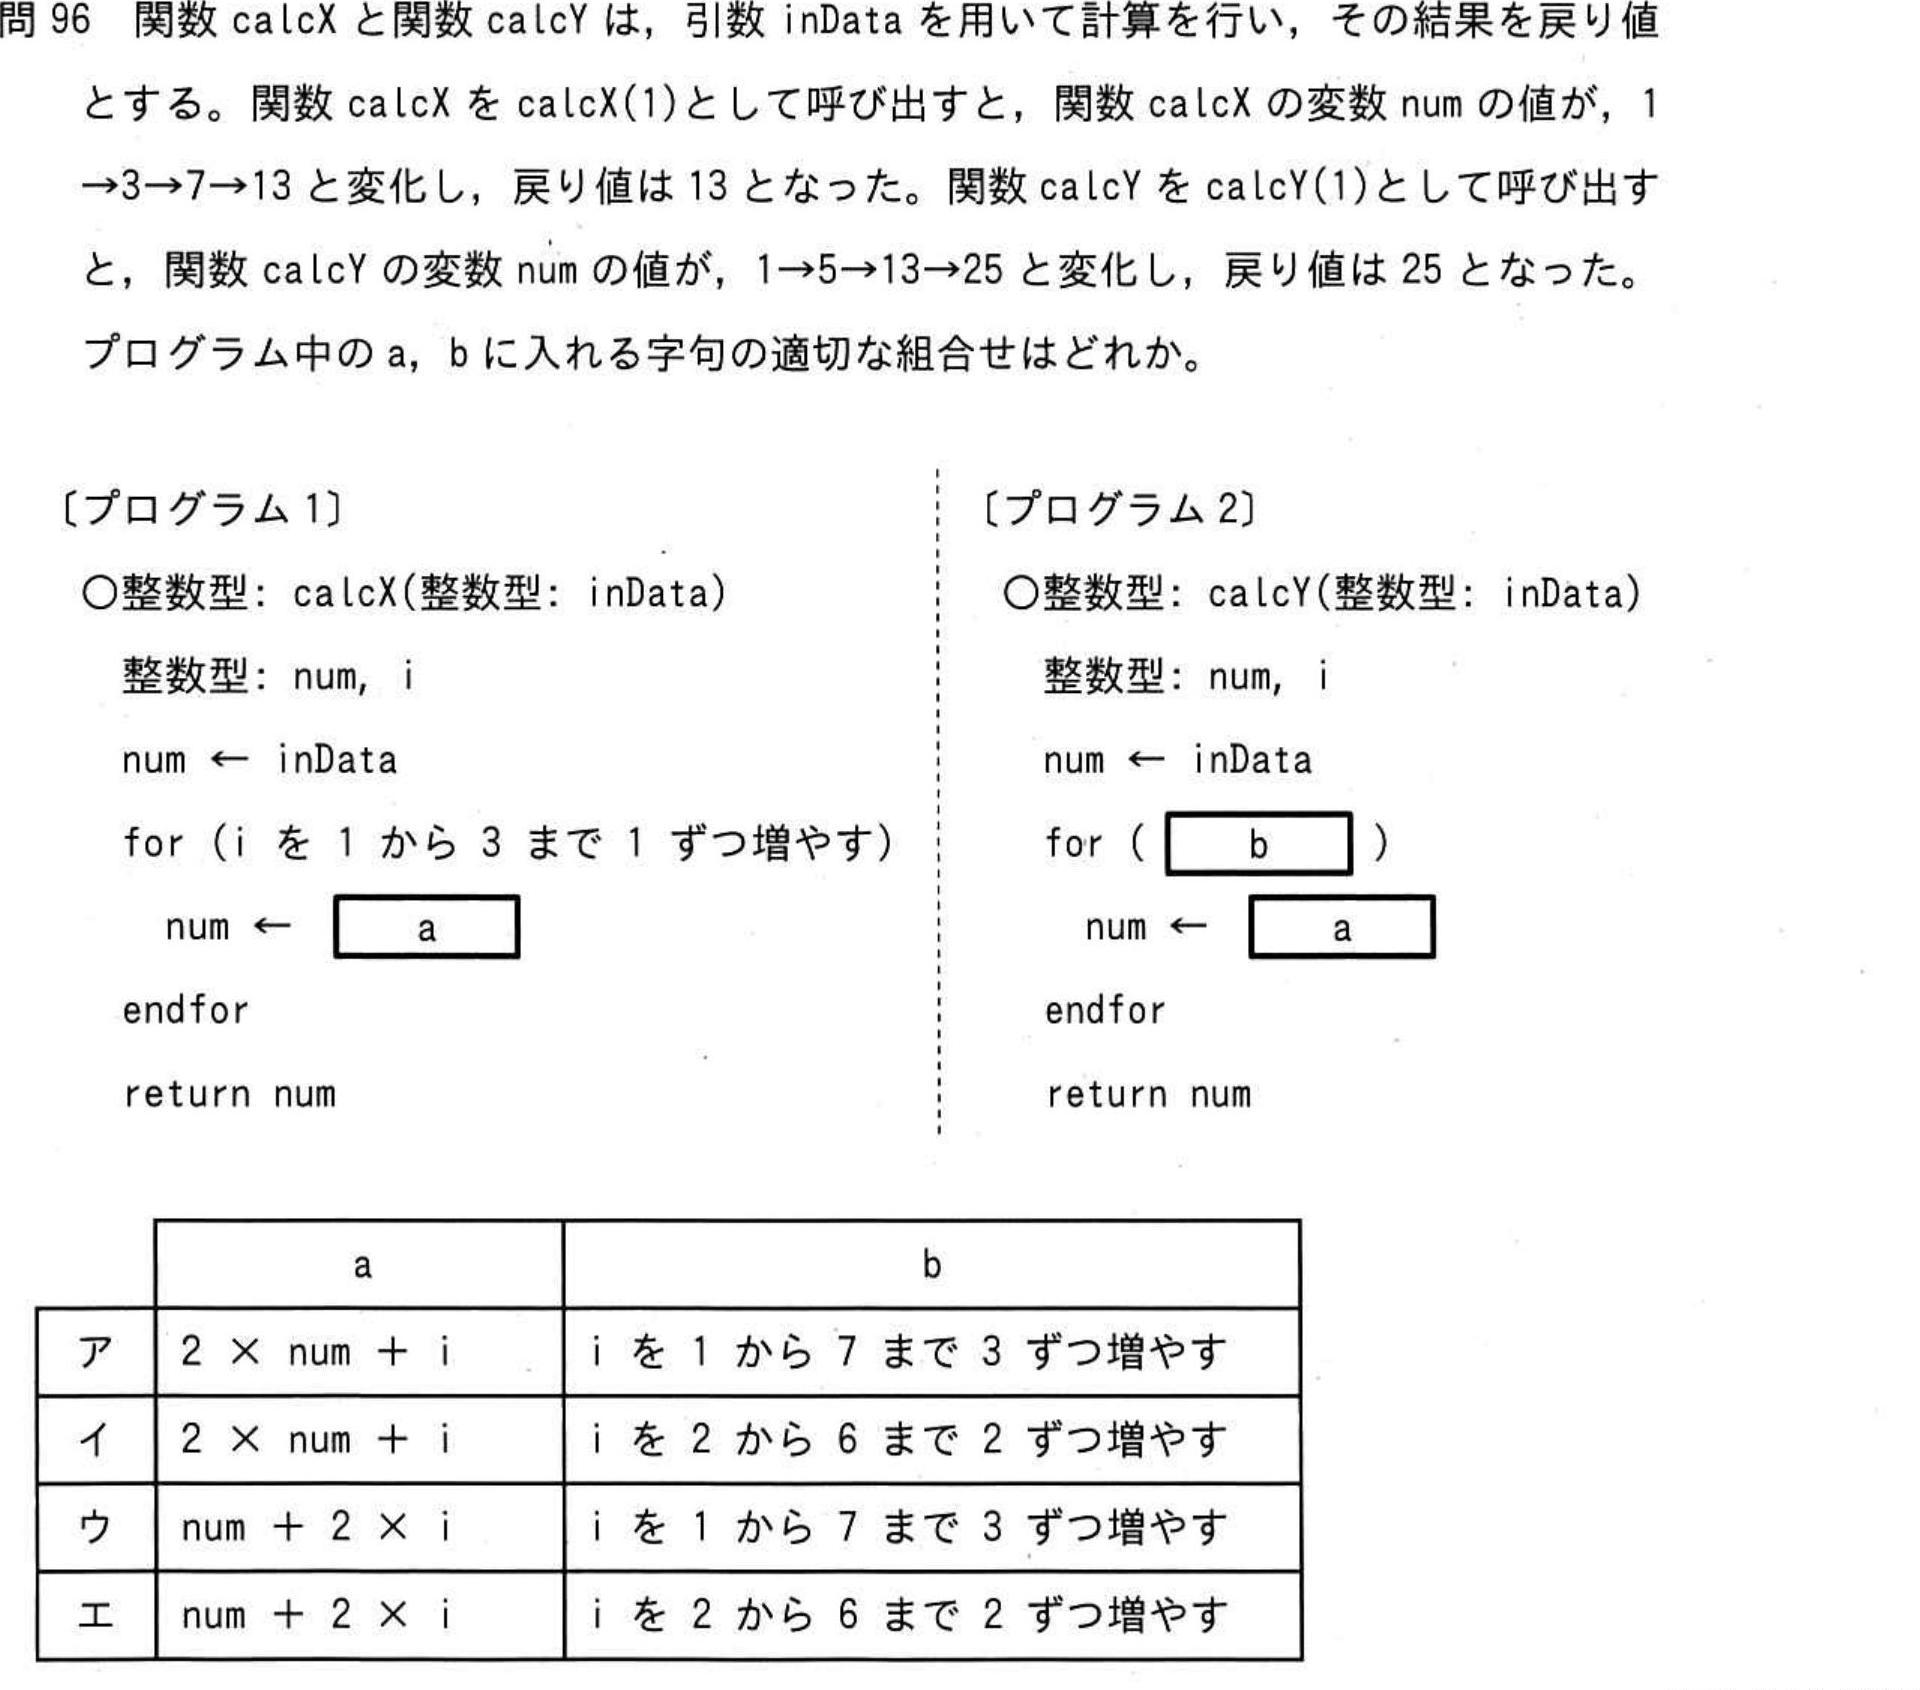 問 96 関数 calcX と関数 calcY は，引数 inData を用いて計算を行い，その結果を戻り値
とする。関数 calcX を calcX(1)として呼び出すと，関数 calcX の変数 num の値が，1
→3→7→13 と変化し，戻り値は 13 となった。関数 calcY を calcY(1)として呼び出す
と，関数 calcY の変数 num の値が，1→5→13→25 と変化し，戻り値は 25 となった。
プログラム中の a，b に入れる字句の適切な組合せはどれか。
〔プログラム 1〕
○整数型: calcX(整数型: inData)
整数型: num, i
num ← inData
for (i を 1 から 3 まで 1 ずつ増やす)
num ← a
endfor
return num
〔プログラム 2〕
○整数型: calcY(整数型: inData)
整数型: num, i
num ← inData
for ( b )
num ← a
endfor
return num
a b
ア 2 × num + i i を 1 から 7 まで 3 ずつ増やす
イ 2 × num + i i を 2 から 6 まで 2 ずつ増やす
ウ num + 2 × i i を 1 から 7 まで 3 ずつ増やす
エ num + 2 × i i を 2 から 6 まで 2 ずつ増やす